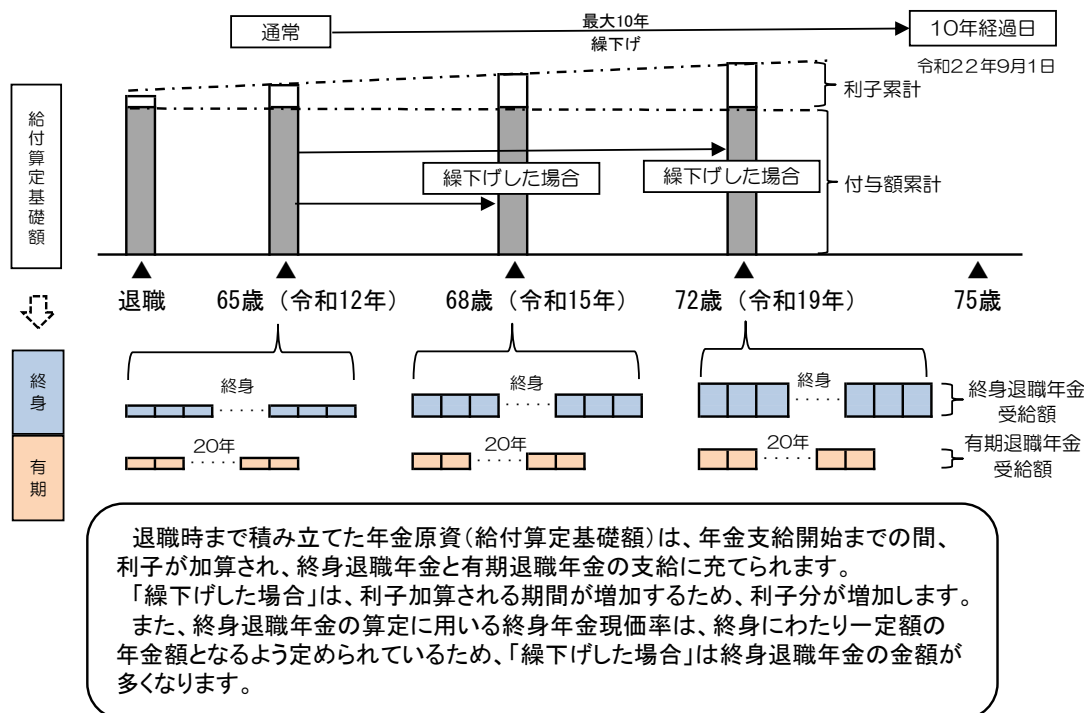 通常
最大10年
繰下げ
10年経過日
令和22年9月1日
利子累計
給付算定基礎額
繰下げした場合
繰下げした場合
付与額累計
退職
65歳（令和12年）
68歳（令和15年）
72歳（令和19年）
75歳
終身
終身
終身
終身
終身退職年金
受給額
有期
20年
20年
20年
有期退職年金
受給額
退職時まで積み立てた年金原資（給付算定基礎額）は、年金支給開始までの間、
利子が加算され、終身退職年金と有期退職年金の支給に充てられます。
「繰下げした場合」は、利子加算される期間が増加するため、利子分が増加します。
また、終身退職年金の算定に用いる終身年金現価率は、終身にわたり一定額の
年金額となるよう定められているため、「繰下げした場合」は終身退職年金の金額が
多くなります。